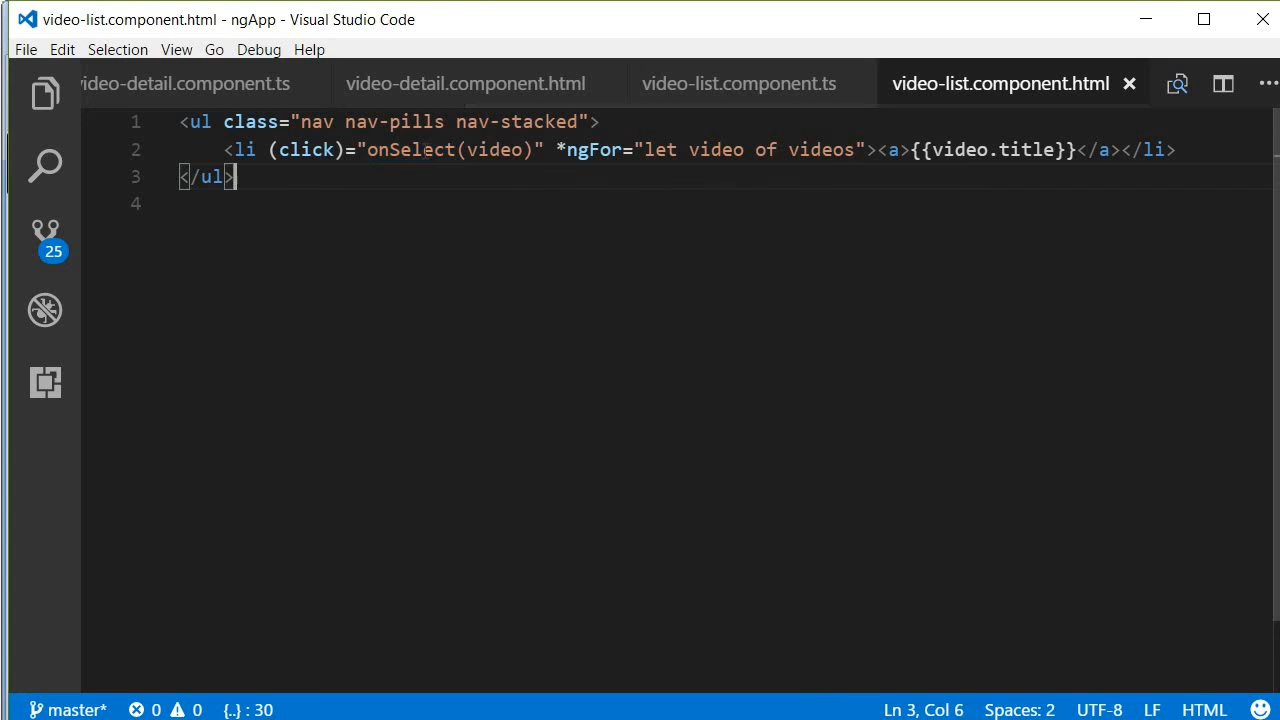 video-list.component.html - ngApp - Visual Studio Code
File Edit Selection View Go Debug Help
video-detail.component.ts video-detail.component.html video-list.component.ts video-list.component.html
1 <ul class="nav nav-pills nav-stacked">
2 <li (click)="onSelect(video)" *ngFor="let video of videos"><a>{{video.title}}</a></li>
3 </ul>
4
25
master* 0 0 {..} : 30 Ln 3, Col 6 Spaces: 2 UTF-8 LF HTML